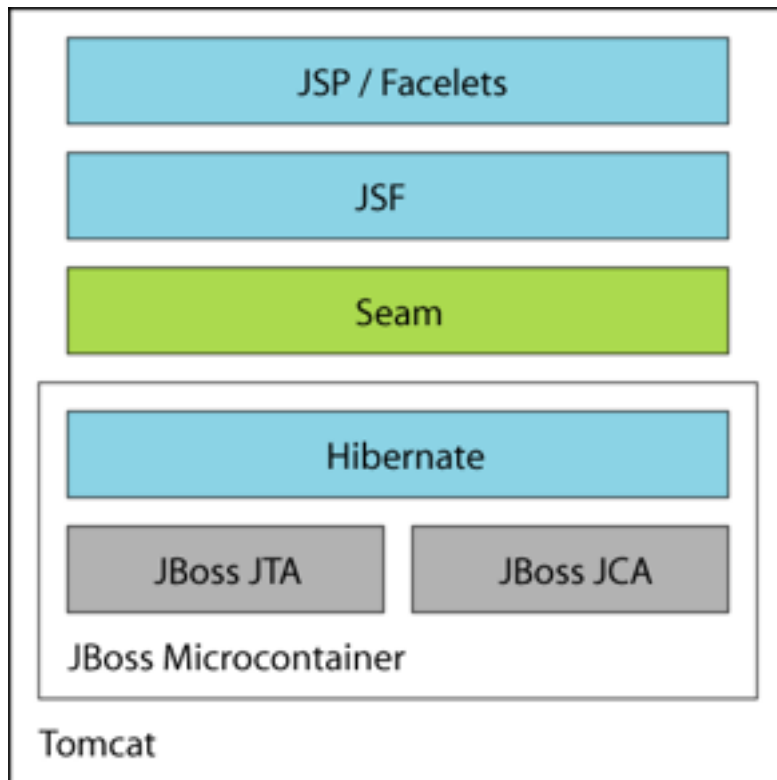 JSP / Facelets
JSF
Seam
Hibernate
JBoss JTA
JBoss JCA
JBoss Microcontainer
Tomcat